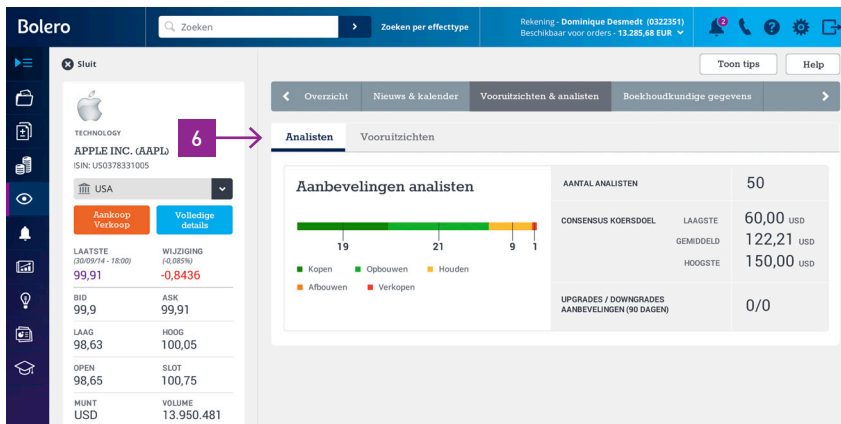 Bolero
Zoeken
Zoeken per effecttype
Rekening - Dominique Desmedt (0322351)
Beschikbaar voor orders - 13.285,68 EUR
2
Sluit
Toon tips
Help
Overzicht
Nieuws & kalender
Vooruitzichten & analisten
Boekhoudkundige gegevens
TECHNOLOGY
APPLE INC. (AAPL)
ISIN: US0378331005
USA
Aankoop
Verkoop
Volledige
details
LAATSTE
(30/09/14 - 18:00)
99,91
WIJZIGING
(-0,085%)
-0,8436
BID
99,9
ASK
99,91
LAAG
98,63
HOOG
100,05
OPEN
98,65
SLOT
100,75
MUNT
USD
VOLUME
13.950.481
6
Analisten
Vooruitzichten
Aanbevelingen analisten
19 21 9 1
Kopen Opbouwen Houden
Afbouwen Verkopen
AANTAL ANALISTEN 50
CONSENSUS KOERSDOEL LAAGSTE 60,00 USD
GEMIDDELD 122,21 USD
HOOGSTE 150,00 USD
UPGRADES / DOWNGRADES
AANBEVELINGEN (90 DAGEN)
0/0